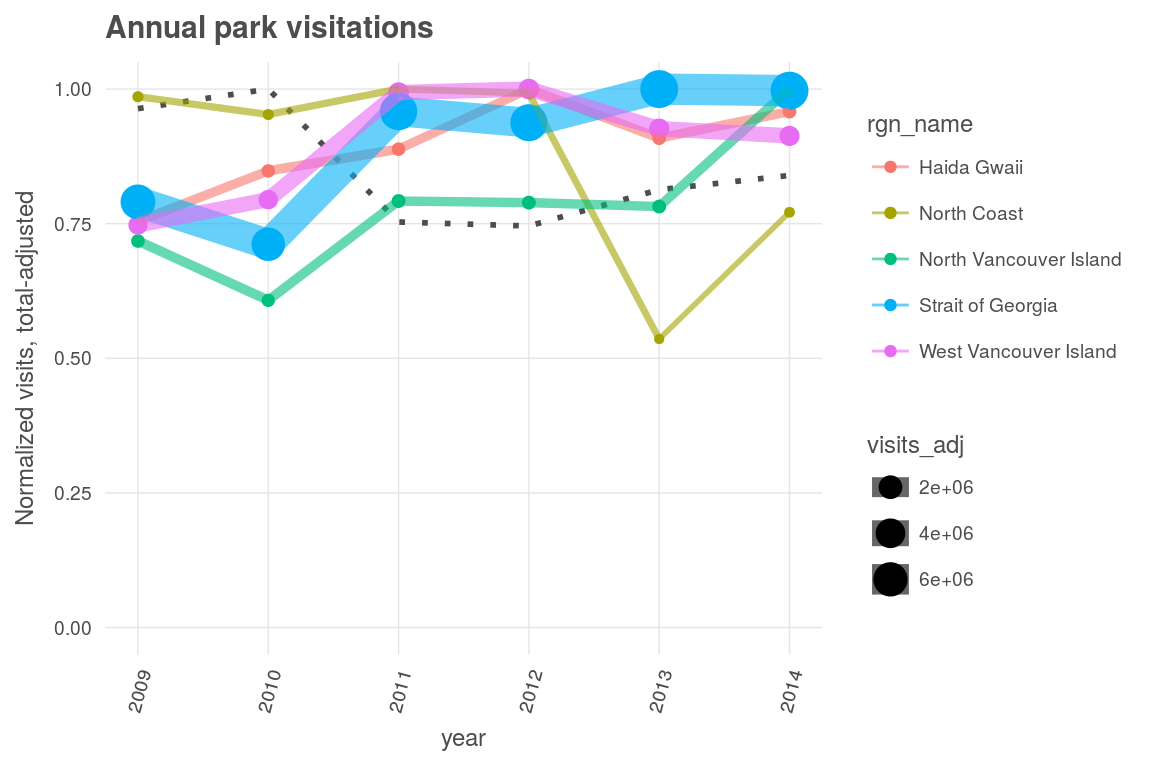 Annual park visitations
Normalized visits, total-adjusted
1.00
0.75
0.50
0.25
0.00
2009
2010
2011
2012
2013
2014
year
rgn_name
Haida Gwaii
North Coast
North Vancouver Island
Strait of Georgia
West Vancouver Island
visits_adj
2e+06
4e+06
6e+06